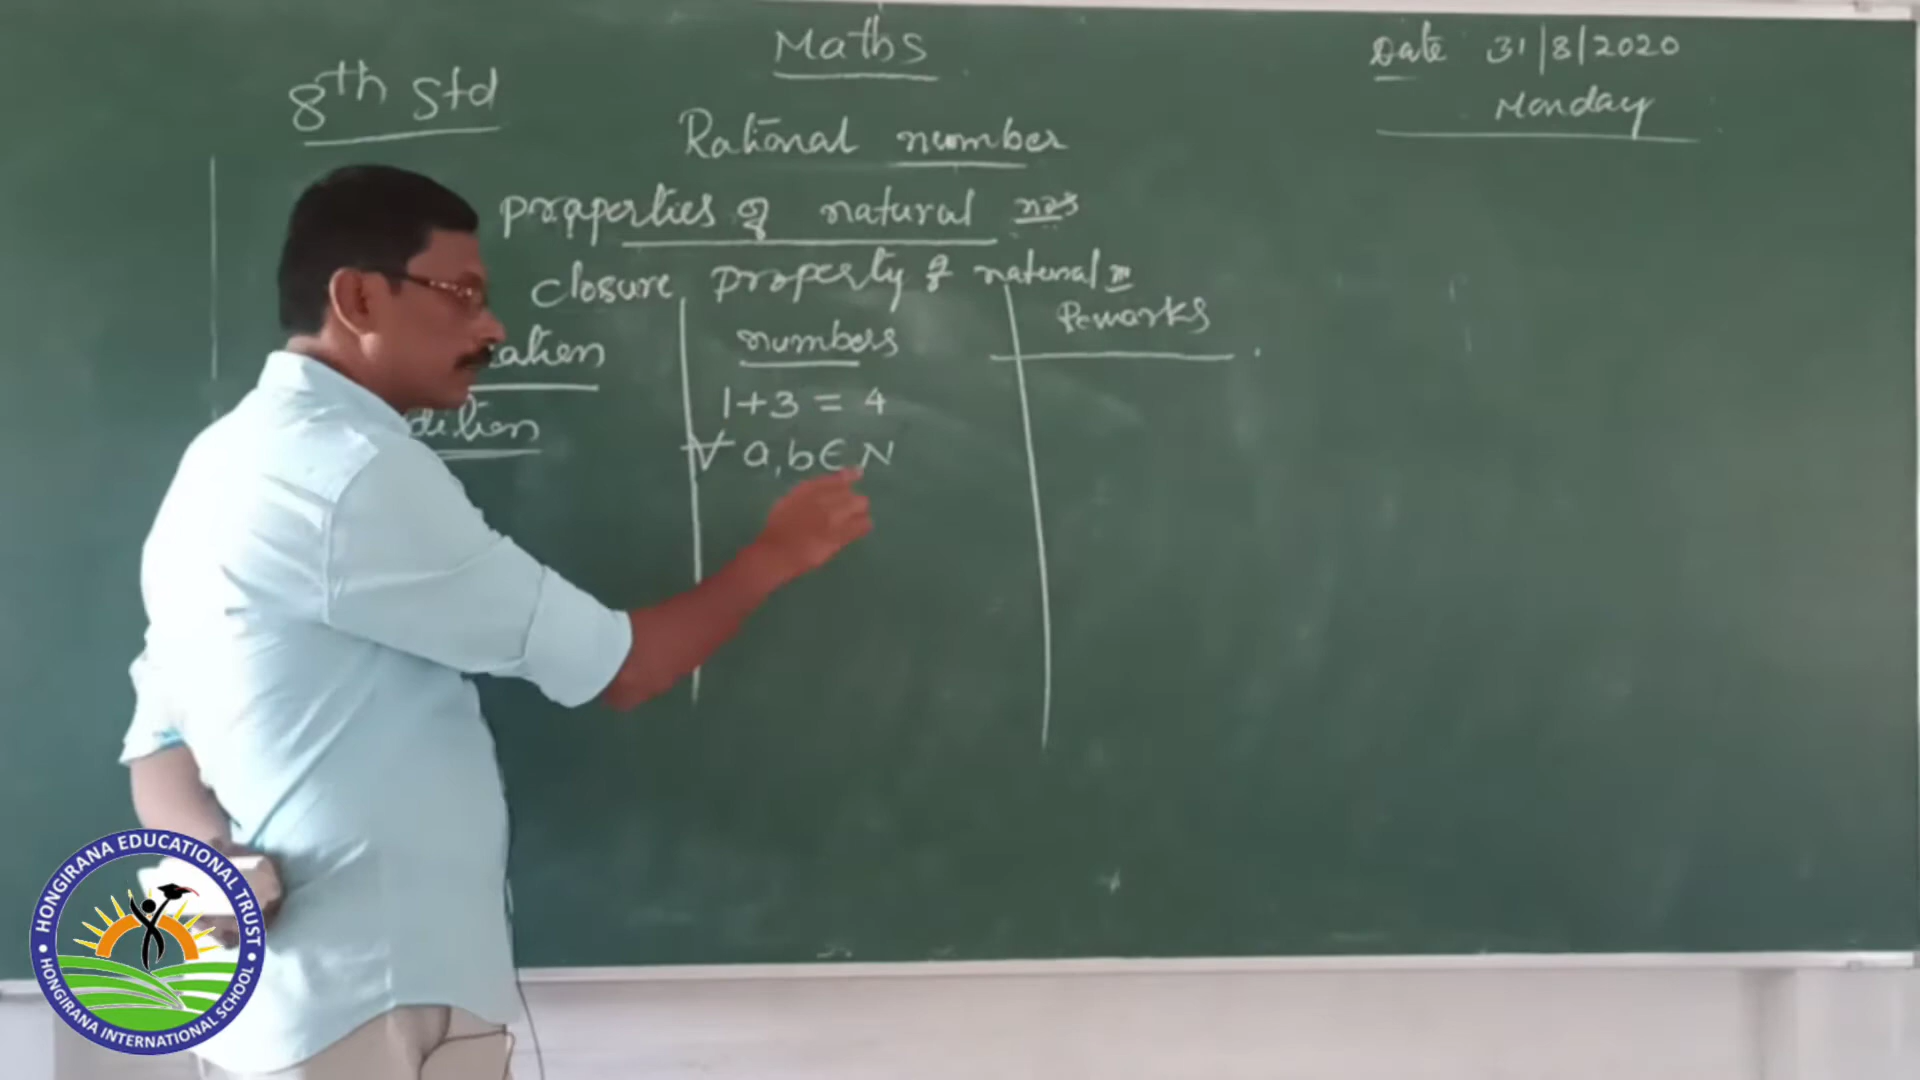 Maths
Date 31/8/2020
Monday
8th Std
Rational number
properties of natural nos
closure property of natural n
numbers
Remarks
1+3 = 4
∀ a,b∈N
HONGIRANA EDUCATIONAL TRUST
HONGIRANA INTERNATIONAL SCHOOL